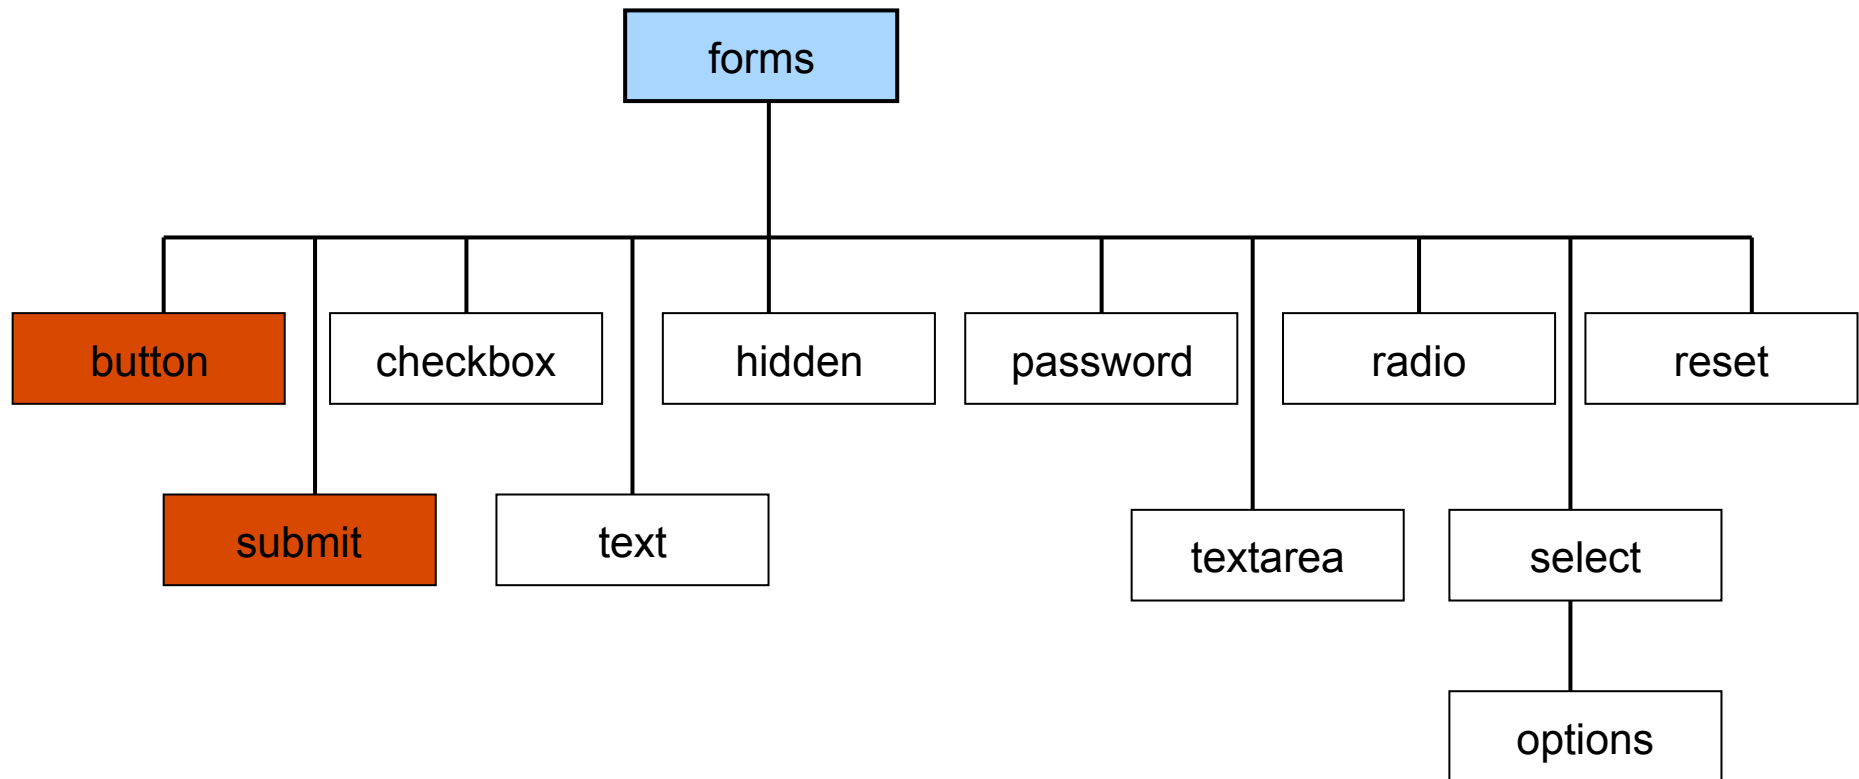 forms
button
checkbox
hidden
password
radio
reset
submit
text
textarea
select
options